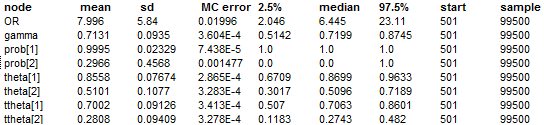 node mean sd MC error 2.5% median 97.5% start sample
OR 7.996 5.84 0.01996 2.046 6.445 23.11 501 99500
gamma 0.7131 0.0935 3.604E-4 0.5142 0.7199 0.8745 501 99500
prob[1] 0.9995 0.02329 7.438E-5 1.0 1.0 1.0 501 99500
prob[2] 0.2966 0.4568 0.001477 0.0 0.0 1.0 501 99500
theta[1] 0.8558 0.07674 2.865E-4 0.6709 0.8699 0.9633 501 99500
theta[2] 0.5101 0.1077 3.283E-4 0.3017 0.5096 0.7189 501 99500
ttheta[1] 0.7002 0.09126 3.413E-4 0.507 0.7063 0.8601 501 99500
ttheta[2] 0.2808 0.09409 3.278E-4 0.1183 0.2743 0.482 501 99500